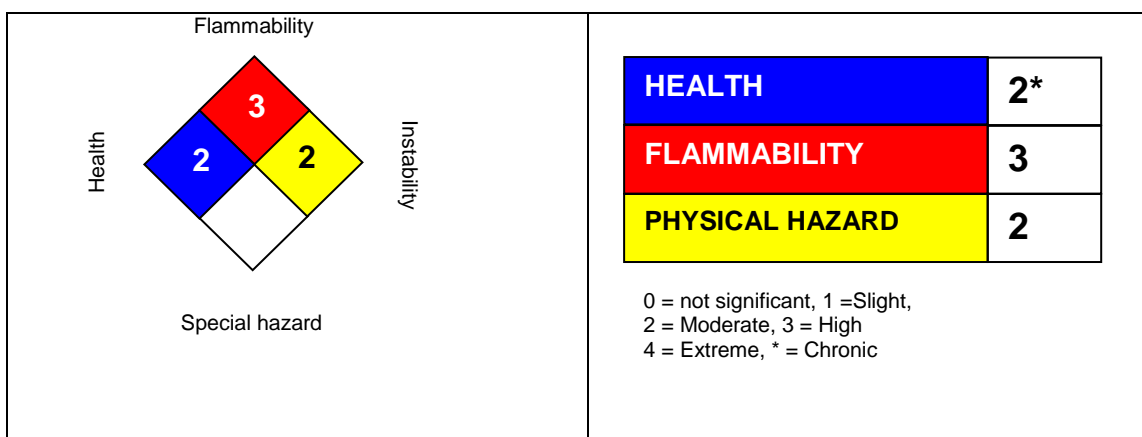 Flammability
3
2
2
Health
Instability
Special hazard
HEALTH 2*
FLAMMABILITY 3
PHYSICAL HAZARD 2
0 = not significant, 1 =Slight,
2 = Moderate, 3 = High
4 = Extreme, * = Chronic